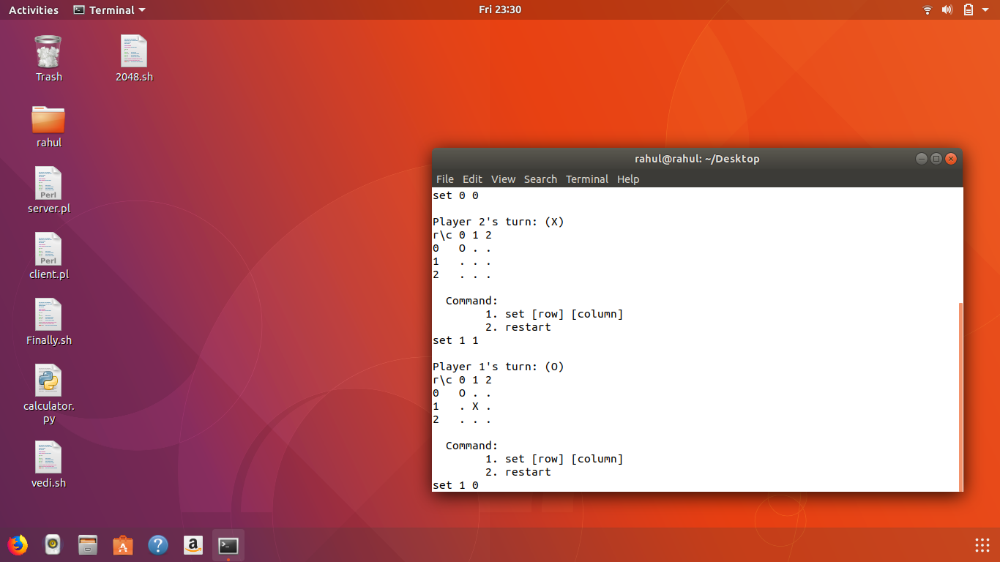 Activities Terminal Fri 23:30
Trash
2048.sh
rahul
server.pl
client.pl
Finally.sh
calculator.
py
vedi.sh
Perl
Perl
rahul@rahul: ~/Desktop
File Edit View Search Terminal Help
set 0 0
Player 2's turn: (X)
r\c 0 1 2
0   O . .
1   . . .
2   . . .
  Command:
        1. set [row] [column]
        2. restart
set 1 1
Player 1's turn: (O)
r\c 0 1 2
0   O . .
1   . X .
2   . . .
  Command:
        1. set [row] [column]
        2. restart
set 1 0